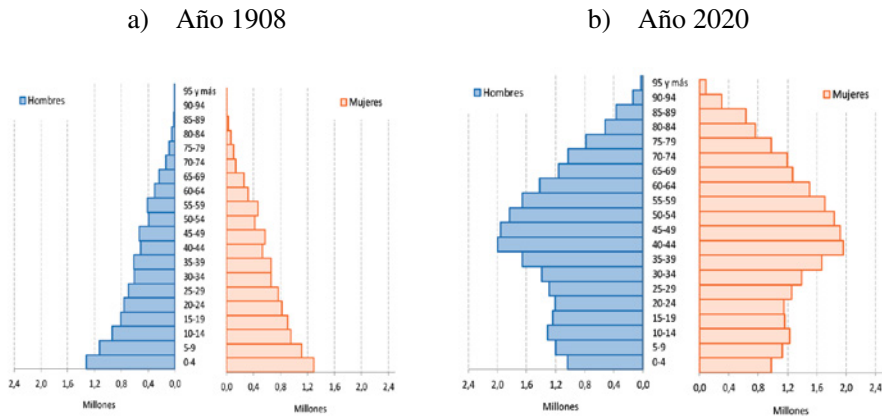 a) Año 1908
b) Año 2020
Hombres
95 y más
Mujeres
90-94
85-89
80-84
75-79
70-74
65-69
60-64
55-59
50-54
45-49
40-44
35-39
30-34
25-29
20-24
15-19
10-14
5-9
0-4
2,4 2,0 1,6 1,2 0,8 0,4 0,0
0,0 0,4 0,8 1,2 1,6 2,0 2,4
Millones
Millones
Hombres
95 y más
Mujeres
90-94
85-89
80-84
75-79
70-74
65-69
60-64
55-59
50-54
45-49
40-44
35-39
30-34
25-29
20-24
15-19
10-14
5-9
0-4
2,4 2,0 1,6 1,2 0,8 0,4 0,0
0,0 0,4 0,8 1,2 1,6 2,0 2,4
Millones
Millones